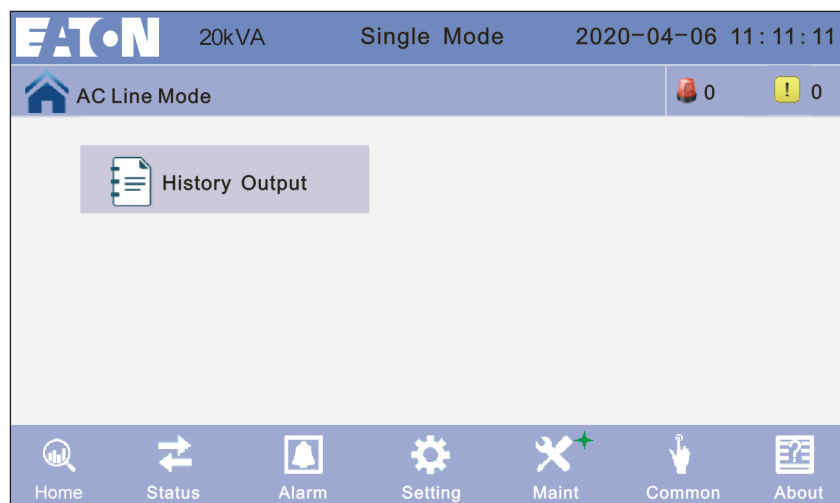 EATON 20kVA Single Mode 2020-04-06 11:11:11
AC Line Mode 0 ! 0
History Output
Home Status Alarm Setting Maint Common About